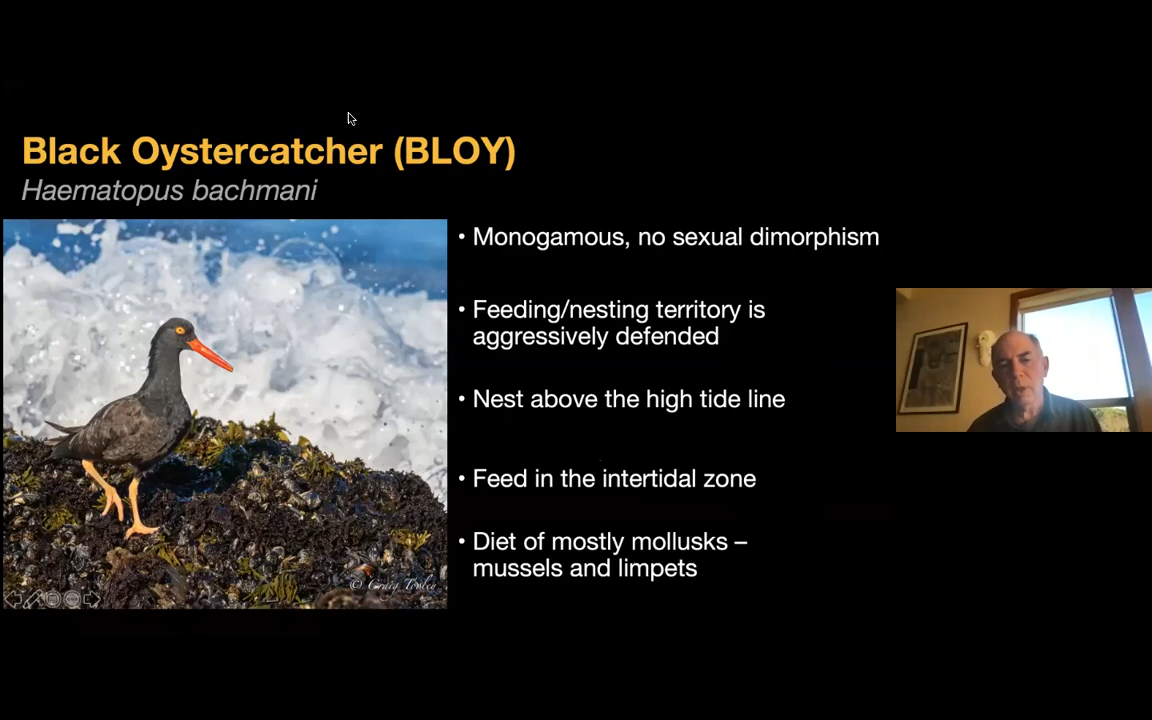 Black Oystercatcher (BLOY)
Haematopus bachmani
• Monogamous, no sexual dimorphism
• Feeding/nesting territory is
aggressively defended
• Nest above the high tide line
• Feed in the intertidal zone
• Diet of mostly mollusks –
mussels and limpets
© Craig Tooley